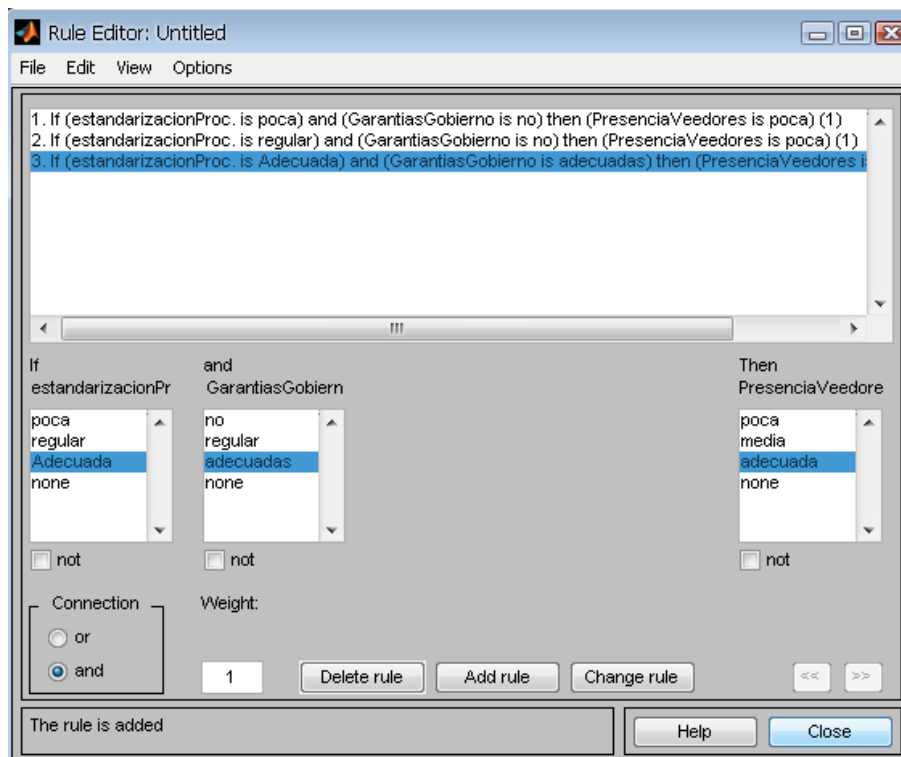 Rule Editor: Untitled
File Edit View Options
1. If (estandarizacionProc. is poca) and (GarantiasGobierno is no) then (PresenciaVeedores is poca) (1)
2. If (estandarizacionProc. is regular) and (GarantiasGobierno is no) then (PresenciaVeedores is poca) (1)
3. If (estandarizacionProc. is Adecuada) and (GarantiasGobierno is adecuadas) then (PresenciaVeedores i
If and Then
estandarizacionPr GarantiasGobiern PresenciaVeedore
poca no poca
regular regular media
Adecuada adecuadas adecuada
none none none
not not not
Connection Weight:
or
and 1 Delete rule Add rule Change rule << >>
The rule is added Help Close